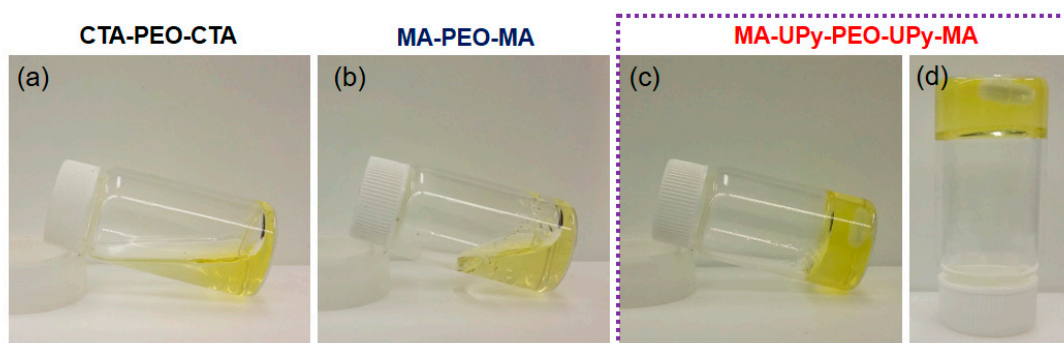 CTA-PEO-CTA
MA-PEO-MA
MA-UPy-PEO-UPy-MA
(a)
(b)
(c)
(d)